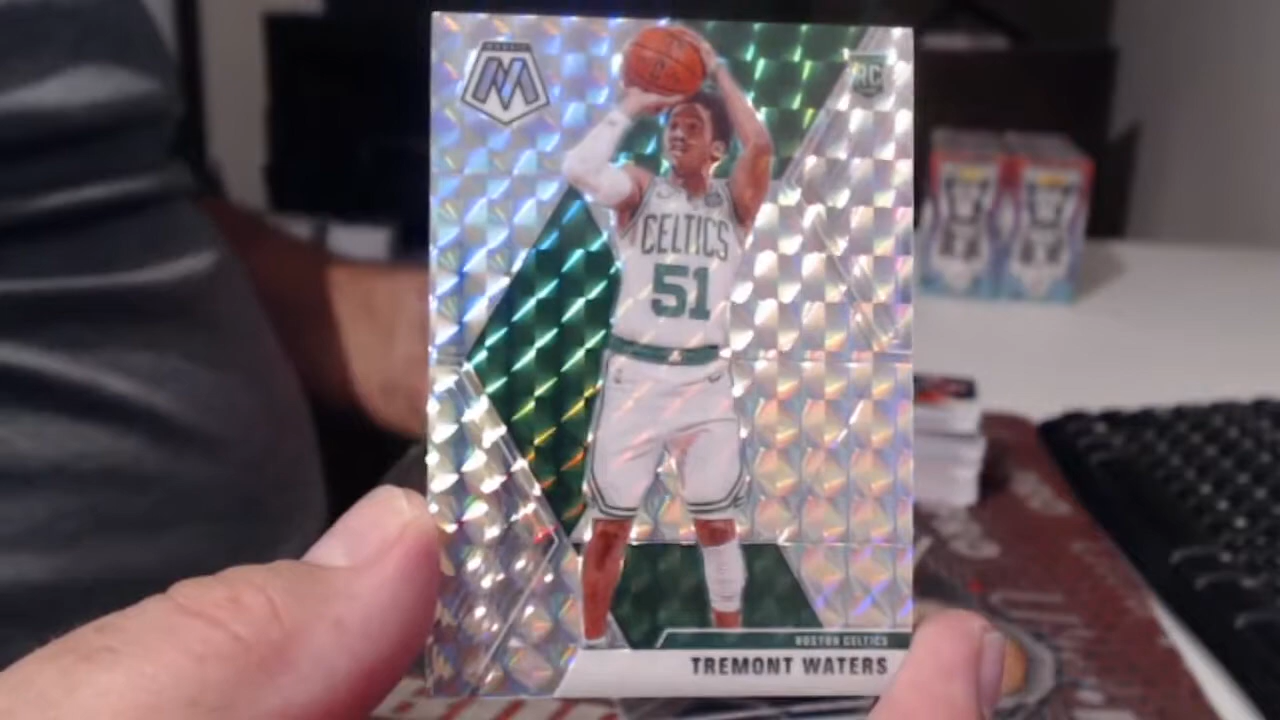 MOSAIC
RC
CELTICS
51
BOSTON CELTICS
TREMONT WATERS